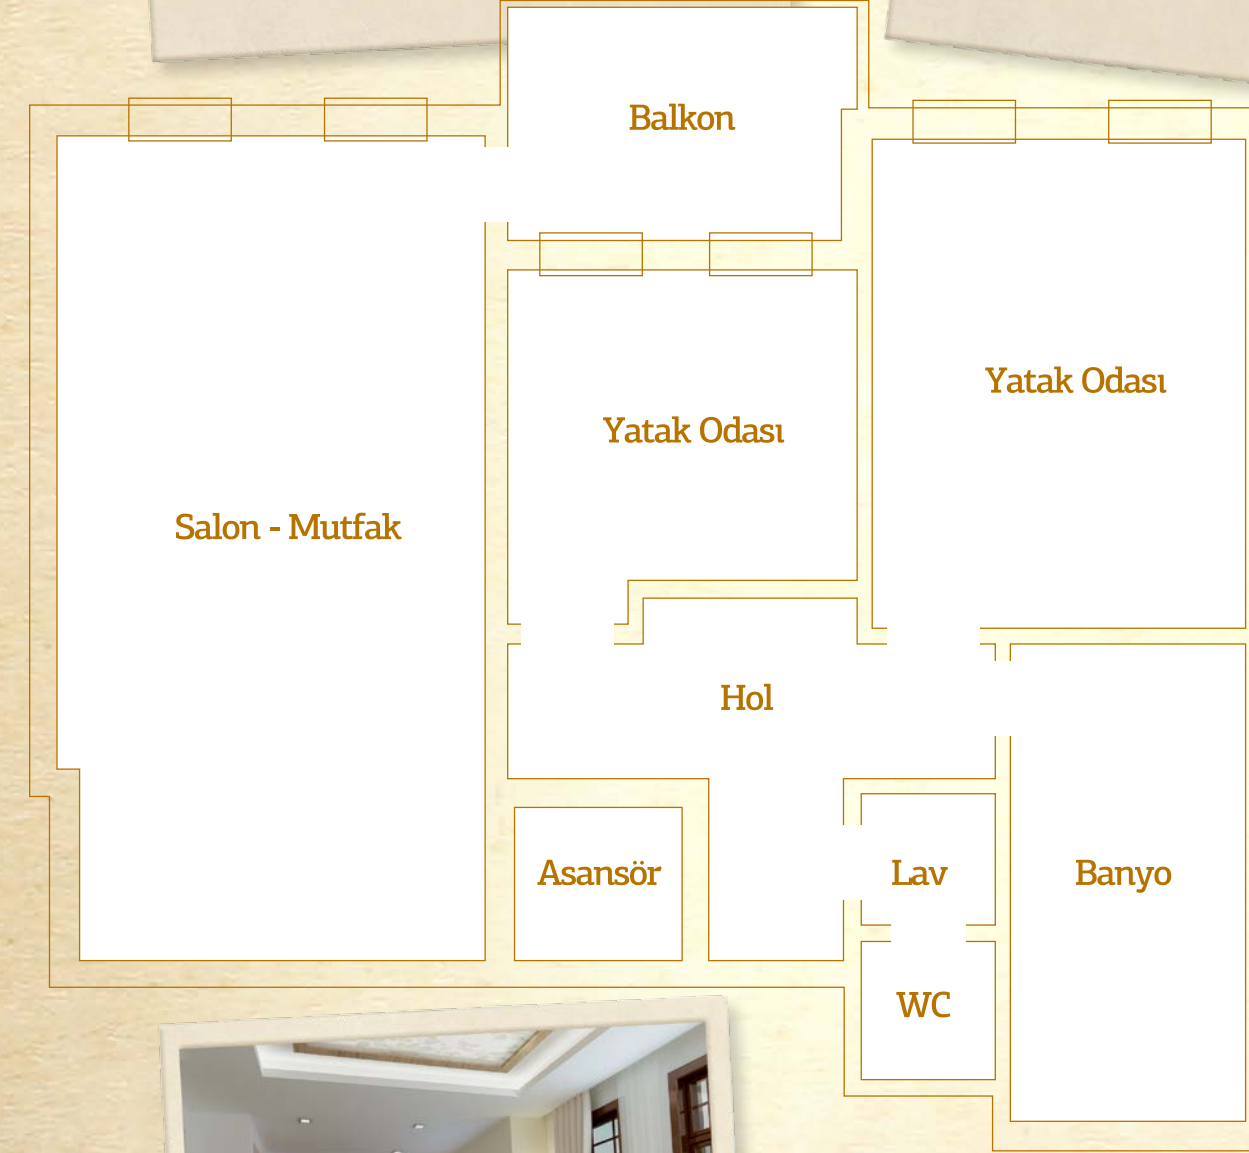 Balkon
Yatak Odası
Yatak Odası
Salon - Mutfak
Hol
Asansör
Lav
Banyo
WC